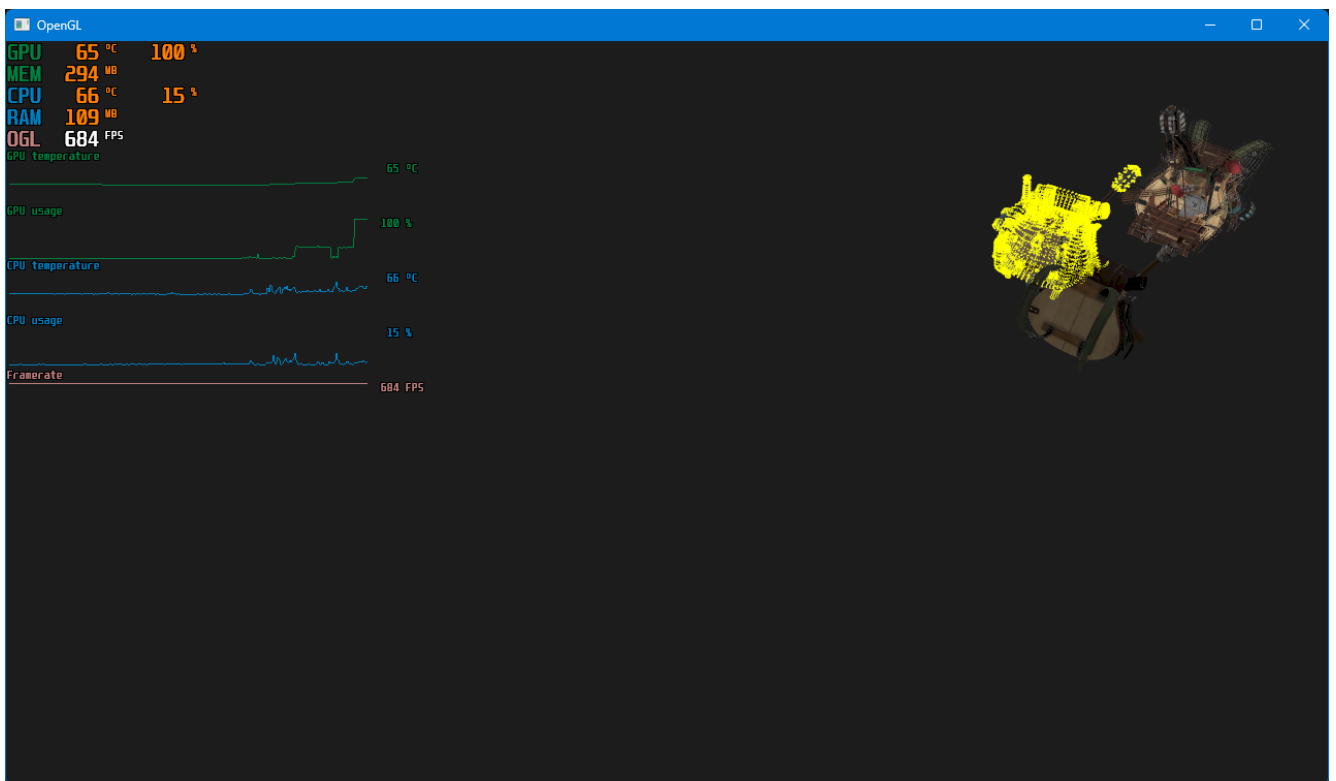 OpenGL
GPU 65 °C 100 %
MEM 294 MB
CPU 66 °C 15 %
RAM 109 MB
OGL 684 FPS
GPU temperature
65 °C
GPU usage
100 %
CPU temperature
66 °C
CPU usage
15 %
Framerate
684 FPS